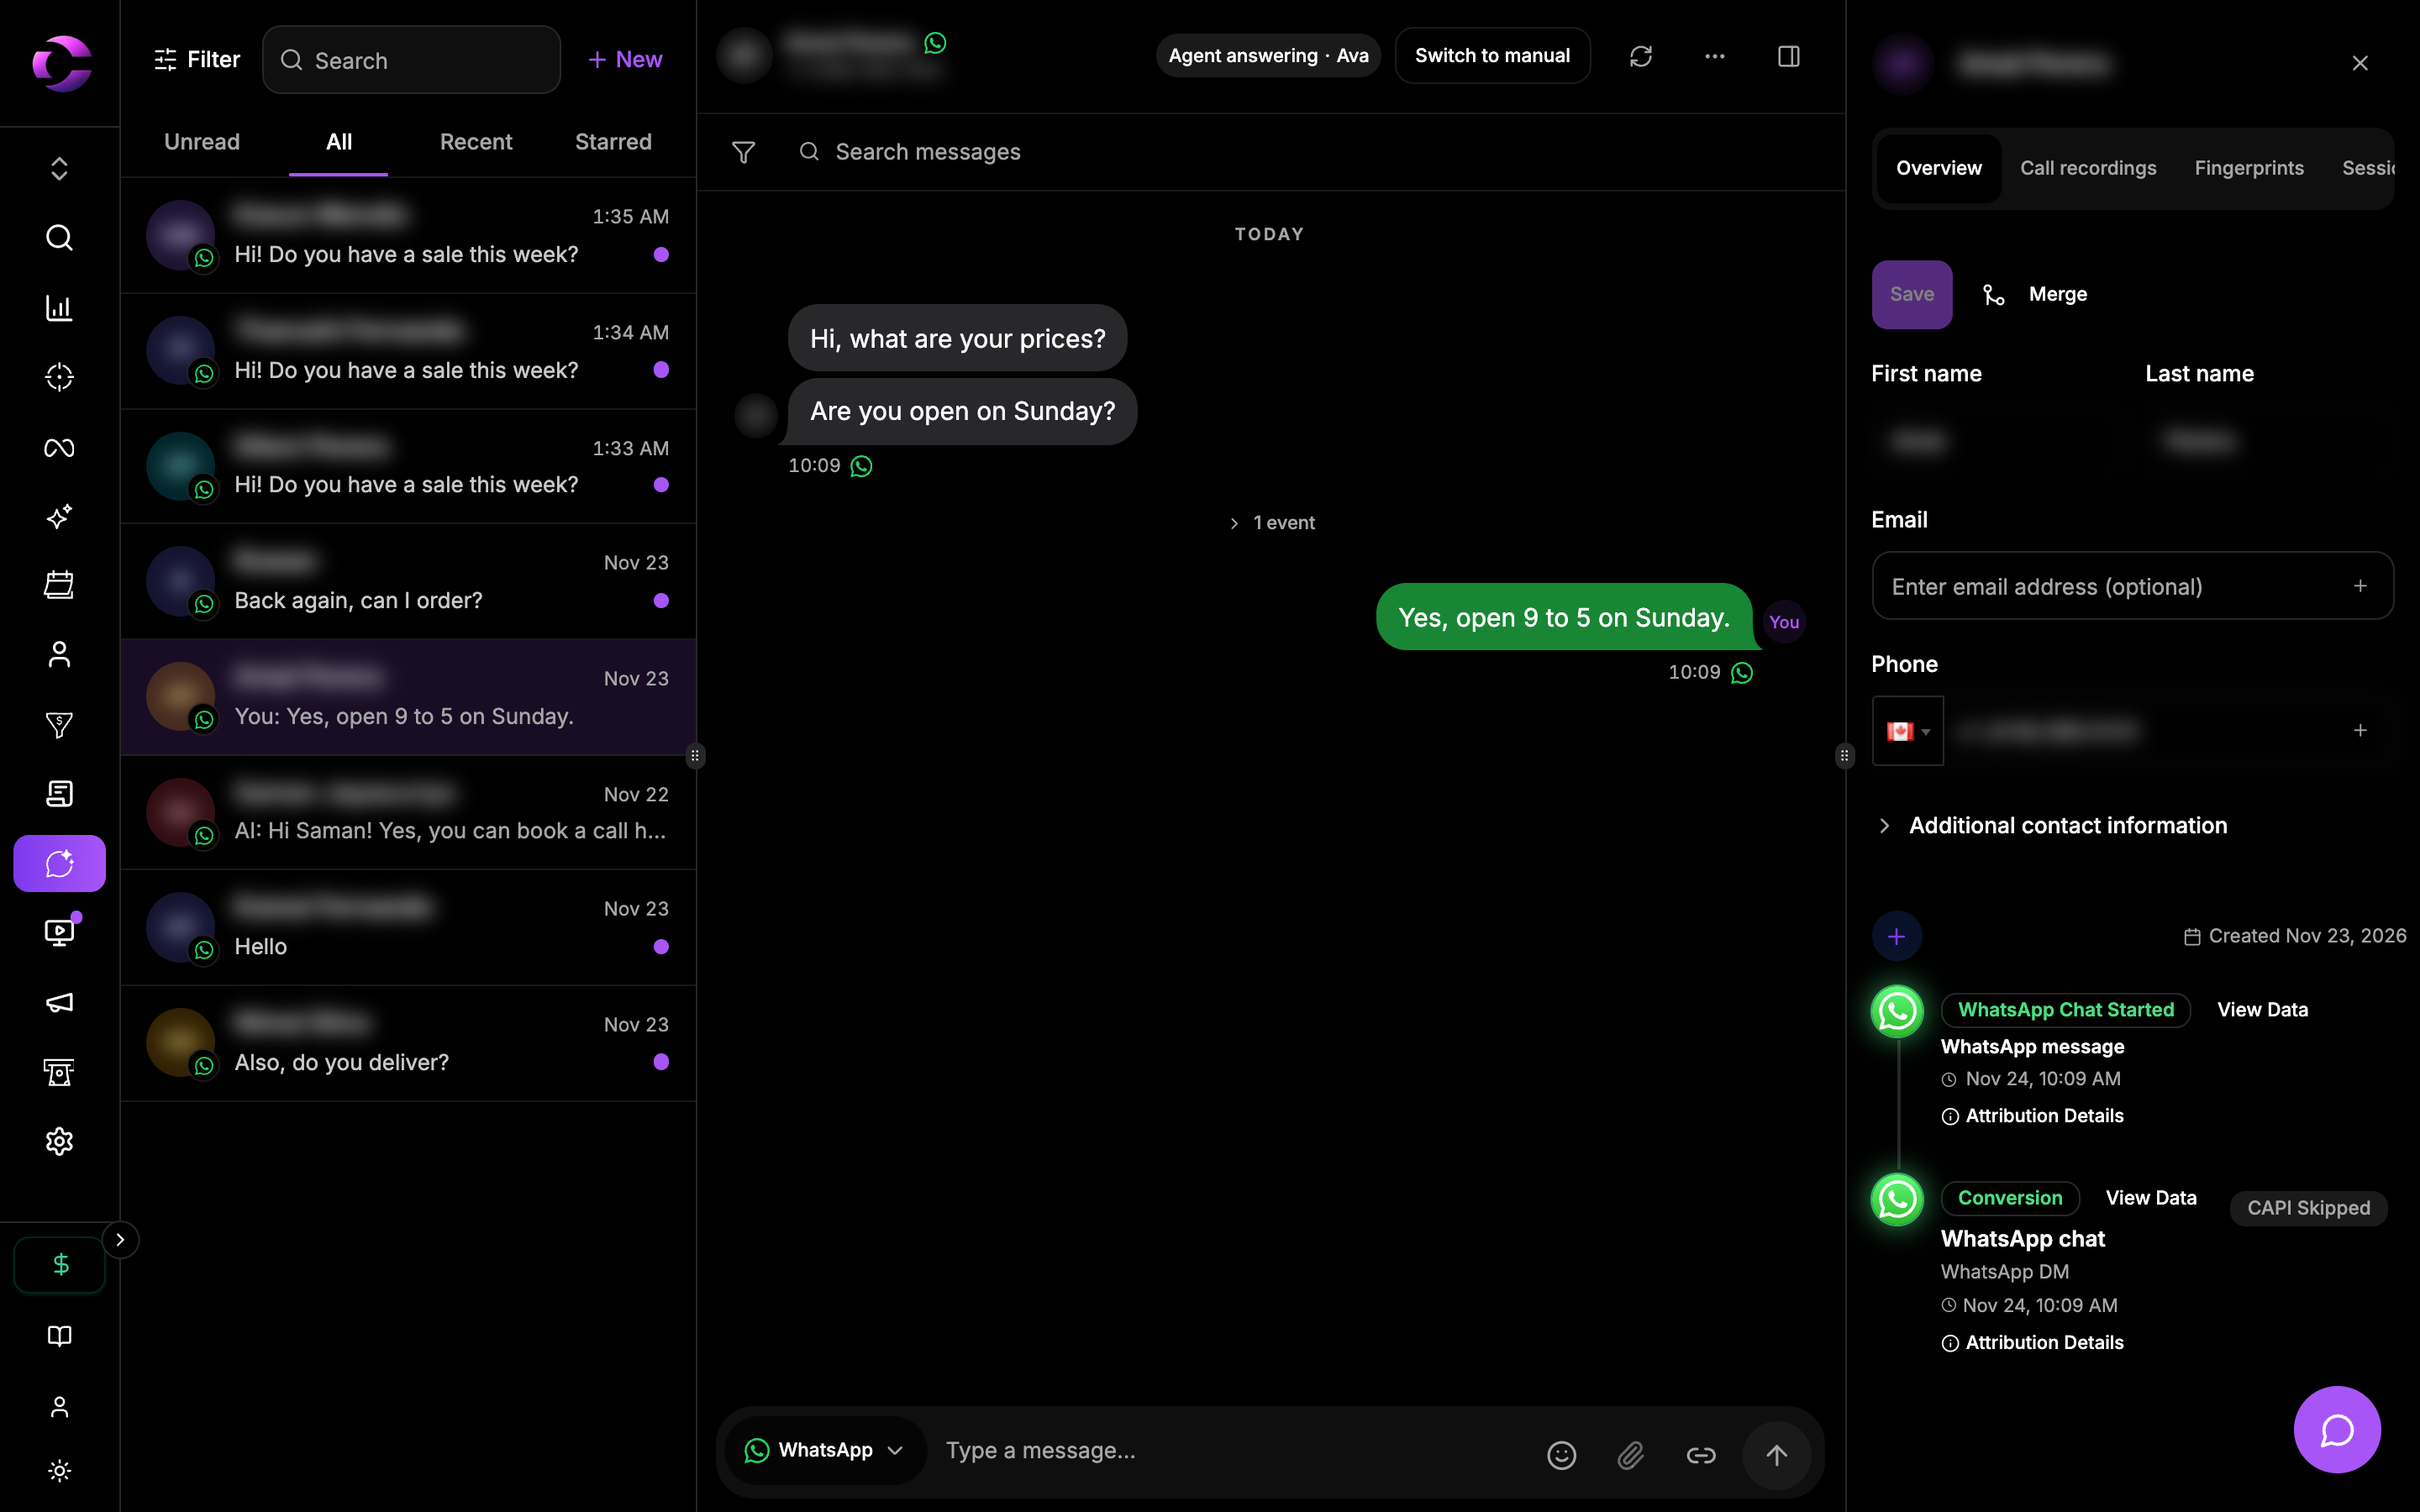 Filter
Search
+ New
Unread
All
Recent
Starred
1:35 AM
Hi! Do you have a sale this week?
1:34 AM
Hi! Do you have a sale this week?
1:33 AM
Hi! Do you have a sale this week?
Nov 23
Back again, can I order?
Nov 23
You: Yes, open 9 to 5 on Sunday.
Nov 22
AI: Hi Saman! Yes, you can book a call h...
Nov 23
Hello
Nov 23
Also, do you deliver?
Agent answering · Ava
Switch to manual
Search messages
TODAY
Hi, what are your prices?
Are you open on Sunday?
10:09
1 event
Yes, open 9 to 5 on Sunday.
You
10:09
WhatsApp
Type a message...
Overview
Call recordings
Fingerprints
Sessic
Save
Merge
First name
Last name
Email
Enter email address (optional)
Phone
Additional contact information
Created Nov 23, 2026
WhatsApp Chat Started
View Data
WhatsApp message
Nov 24, 10:09 AM
Attribution Details
Conversion
View Data
CAPI Skipped
WhatsApp chat
WhatsApp DM
Nov 24, 10:09 AM
Attribution Details